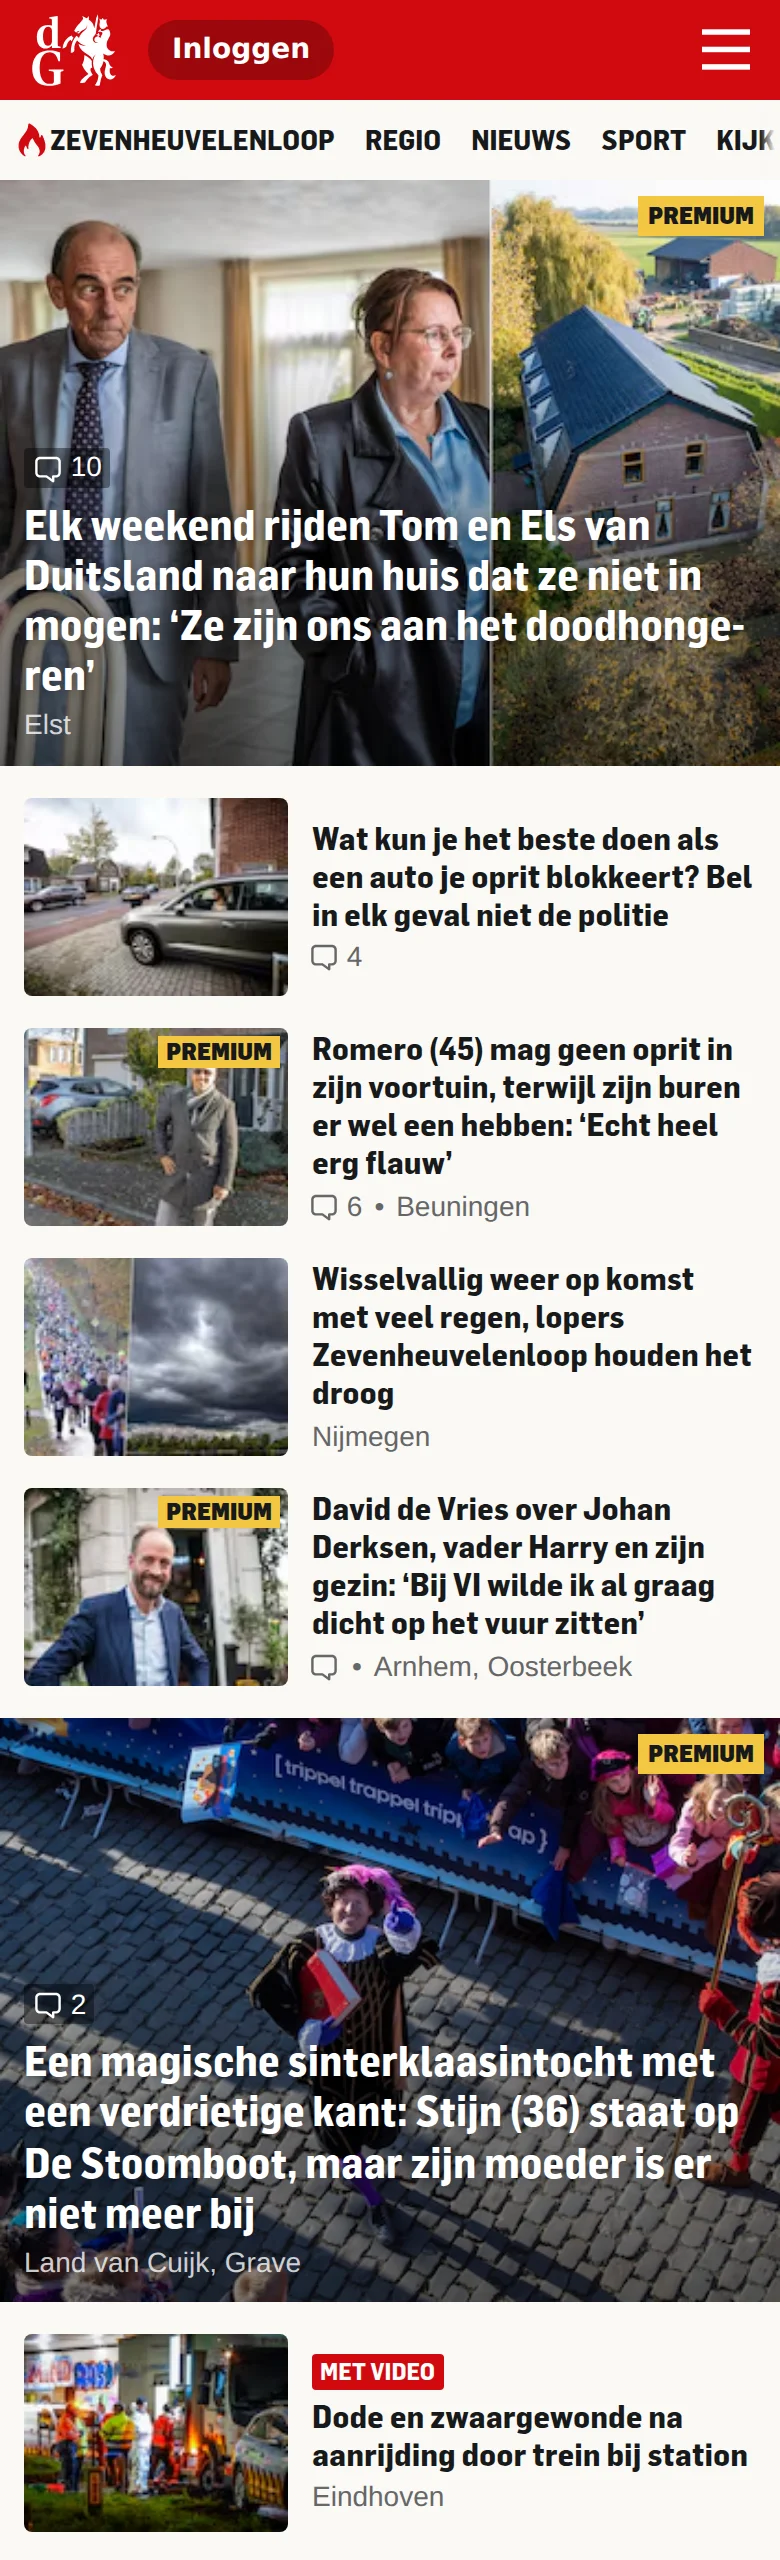 dG
Inloggen
ZEVENHEUVELENLOOP REGIO NIEUWS SPORT KIJK
PREMIUM
10
Elk weekend rijden Tom en Els van
Duitsland naar hun huis dat ze niet in
mogen: ‘Ze zijn ons aan het doodhonge-
ren’
Elst
Wat kun je het beste doen als
een auto je oprit blokkeert? Bel
in elk geval niet de politie
4
PREMIUM
Romero (45) mag geen oprit in
zijn voortuin, terwijl zijn buren
er wel een hebben: ‘Echt heel
erg flauw’
6 • Beuningen
Wisselvallig weer op komst
met veel regen, lopers
Zevenheuvelenloop houden het
droog
Nijmegen
PREMIUM
David de Vries over Johan
Derksen, vader Harry en zijn
gezin: ‘Bij VI wilde ik al graag
dicht op het vuur zitten’
• Arnhem, Oosterbeek
PREMIUM
[ trippel trappel trip ap }
2
Een magische sinterklaasintocht met
een verdrietige kant: Stijn (36) staat op
De Stoomboot, maar zijn moeder is er
niet meer bij
Land van Cuijk, Grave
MET VIDEO
Dode en zwaargewonde na
aanrijding door trein bij station
Eindhoven